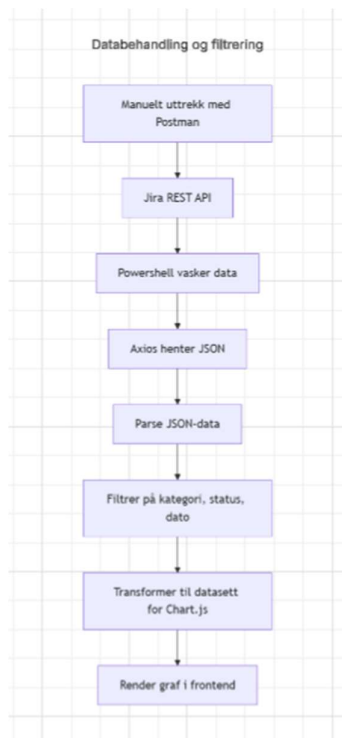 Databehandling og filtrering
Manuelt uttrekk med
Postman
Jira REST API
Powershell vasker data
Axios henter JSON
Parse JSON-data
Filtrer på kategori, status,
dato
Transformer til datasett
for Chart.js
Render graf i frontend